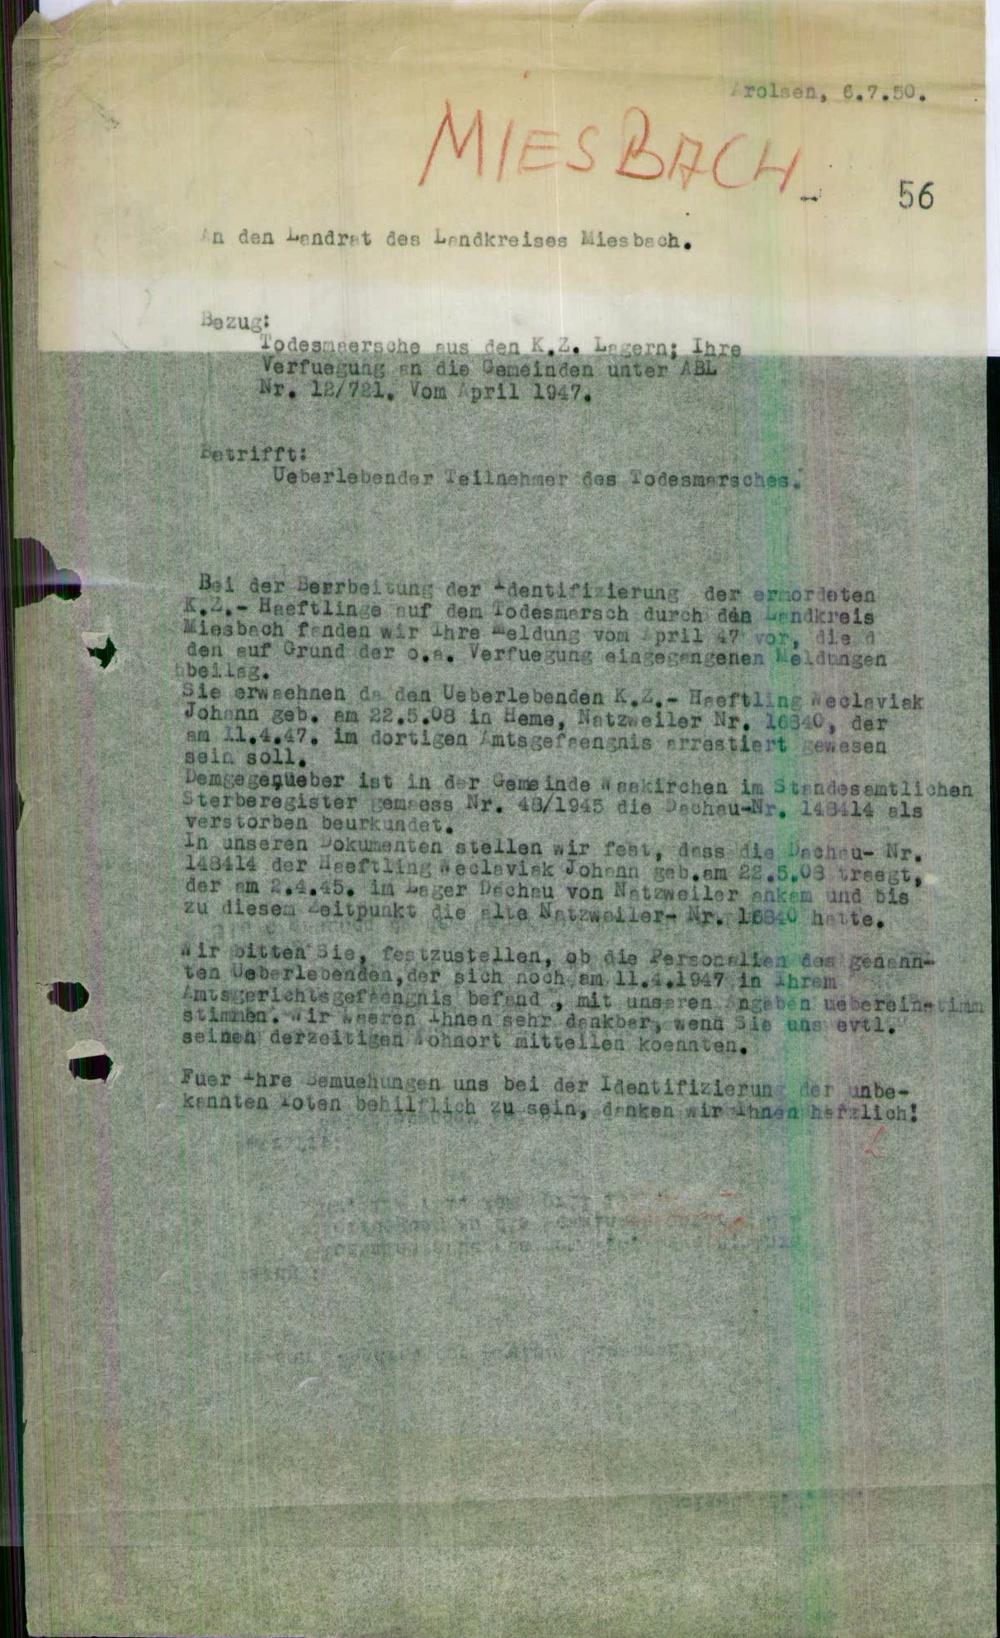 Arolsen, 6.7.50.
MIESBACH
56
An den Landrat des Landkreises Miesbach.
Bezug:
Todesmaersche aus den K.Z. Lagern; Ihre
Verfuegung an die Gemeinden unter ABL
Nr. 12/721. Vom April 1947.
Betrifft:
Ueberlebender Teilnehmer des Todesmarsches.
Bei der Bearbeitung der Identifizierung der ermordeten
K.Z.- Haeftlinge auf dem Todesmarsch durch den Landkreis
Miesbach fanden wir Ihre Meldung vom April 47 vor, die d
den auf Grund der o.a. Verfuegung eingegangenen Meldungen
beilag.
Sie erwaehnen da den Ueberlebenden K.Z.- Haeftling Weclaviak
Johann geb. am 22.5.08 in Heme, Natzweiler Nr. 16840, der
am 11.4.47. im dortigen Amtsgefaengnis arrestiert gewesen
sein soll.
Demgegenueber ist in der Gemeinde Waakirchen im Standesamtlichen
Sterberegister gemaess Nr. 48/1945 die Dachau-Nr. 148414 als
verstorben beurkundet.
In unseren Dokumenten stellen wir fest, dass die Dachau- Nr.
148414 der Haeftling Weclaviak Johann geb.am 22.5.08 traegt,
der am 2.4.45. im Lager Dachau von Natzweiler ankam und bis
zu diesem Zeitpunkt die alte Natzweiler- Nr. 16840 hatte.
Wir bitten Sie, festzustellen, ob die Personalien des genann-
ten Ueberlebenden,der sich noch am 11.4.1947 in Ihrem
Amtsgerichtsgefaengnis befand , mit unseren Angaben uebereinstimm
stimmen. Wir waeren Ihnen sehr dankbar, wenn Sie uns evtl.
seinen derzeitigen Wohnort mitteilen koennten.
Fuer Ihre Bemuehungen uns bei der Identifizierung der unbe-
kannten Toten behilflich zu sein, danken wir Ihnen herzlich!